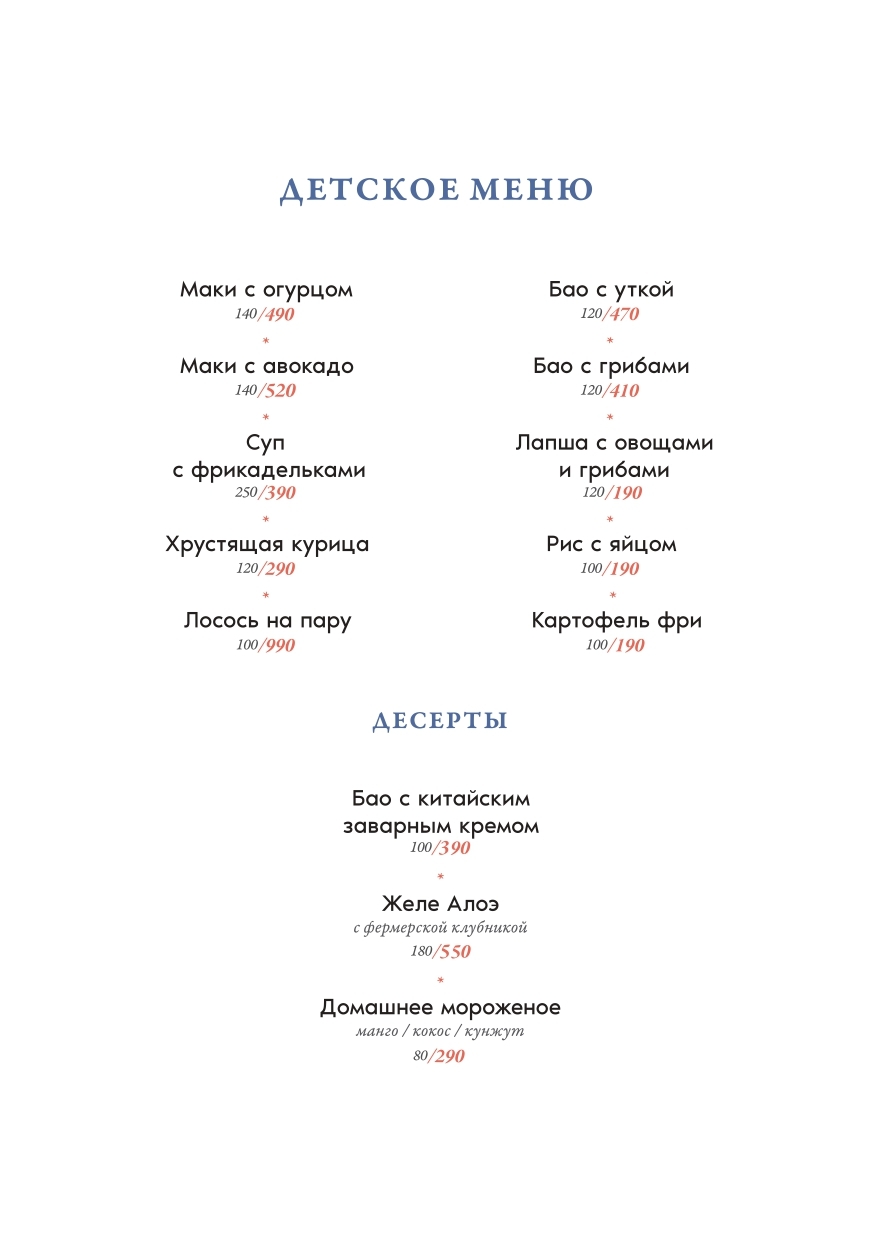 ДЕТСКОЕ МЕНЮ
Маки с огурцом
140/490
*
Маки с авокадо
140/520
*
Суп
с фрикадельками
250/390
*
Хрустящая курица
120/290
*
Лосось на пару
100/990
Бао с уткой
120/470
*
Бао с грибами
120/410
*
Лапша с овощами
и грибами
120/190
*
Рис с яйцом
100/190
*
Картофель фри
100/190
ДЕСЕРТЫ
Бао с китайским
заварным кремом
100/390
*
Желе Алоэ
с фермерской клубникой
180/550
*
Домашнее мороженое
манго / кокос / кунжут
80/290